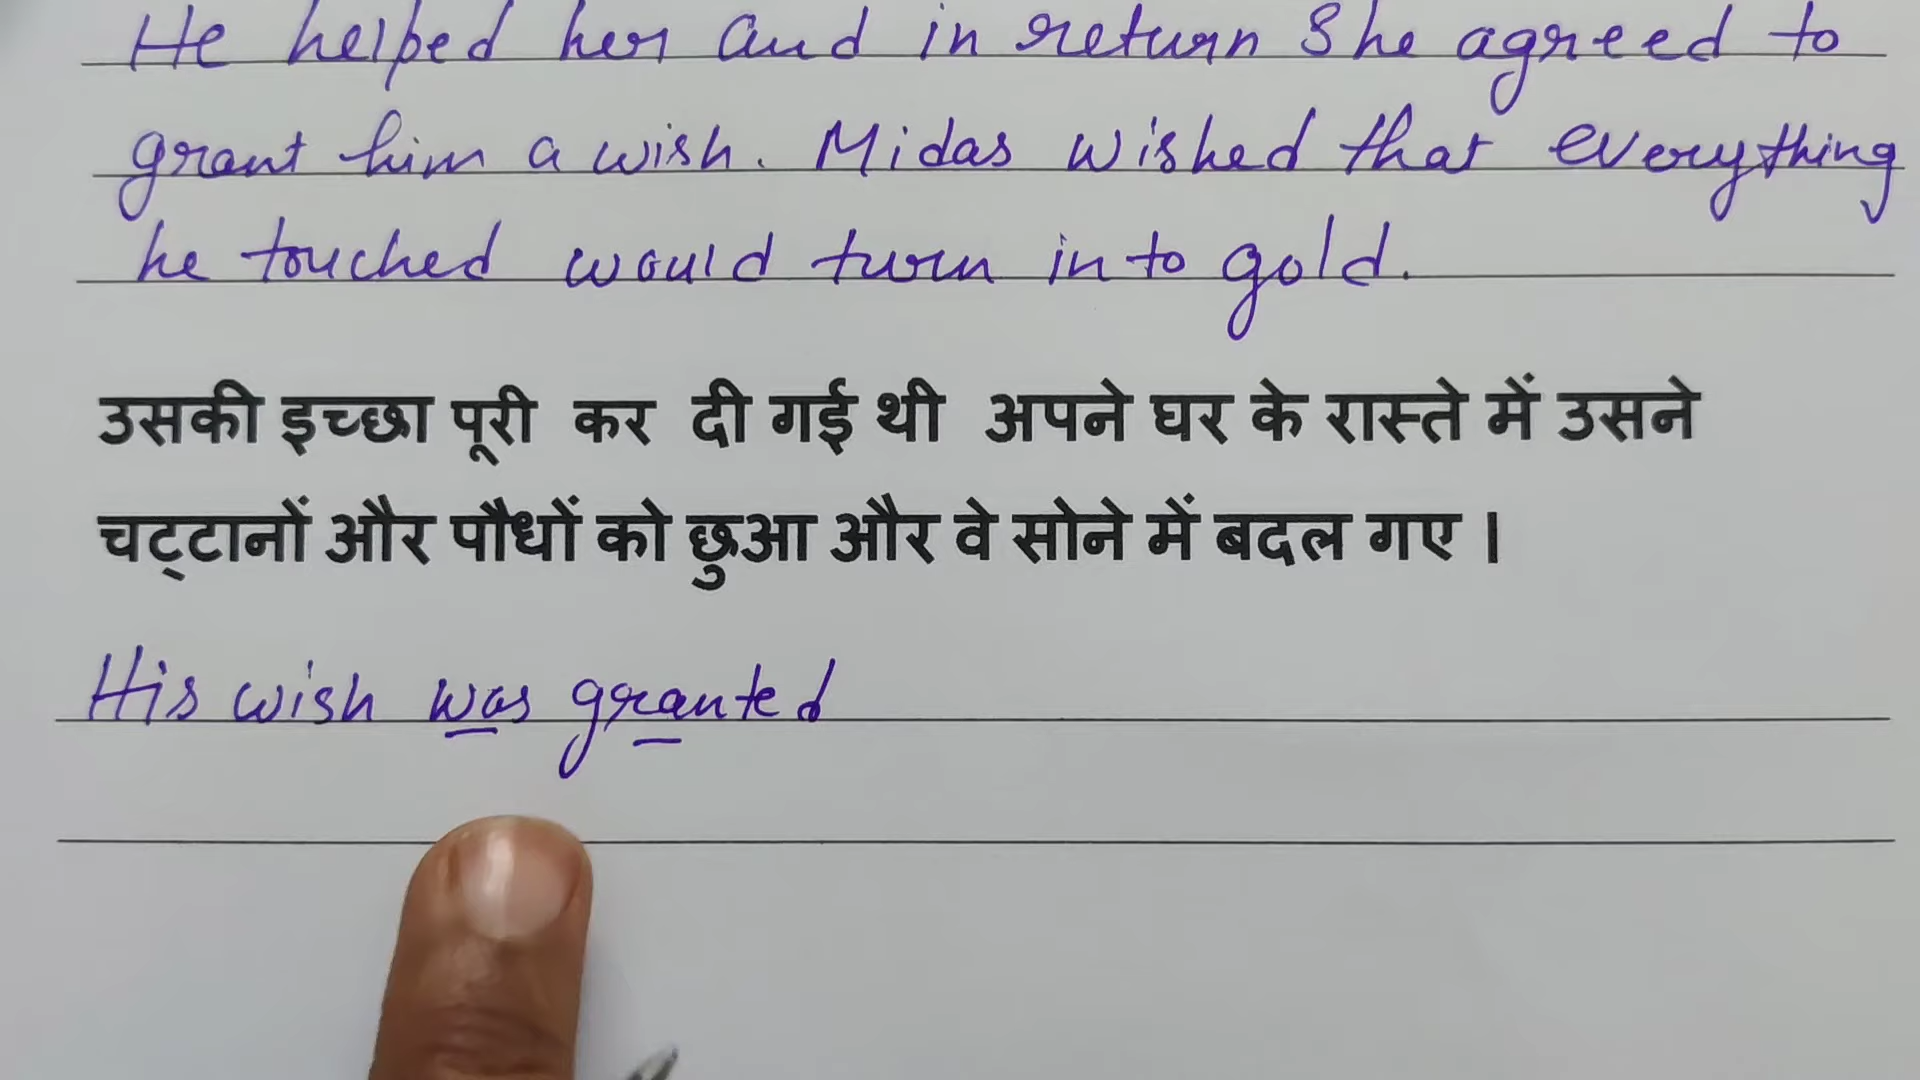 He helped her and in return She agreed to
grant him a wish. Midas wished that everything
he touched would turn into gold.
उसकी इच्छा पूरी कर दी गई थी अपने घर के रास्ते में उसने
चट्टानों और पौधों को छुआ और वे सोने में बदल गए ।
His wish was granted